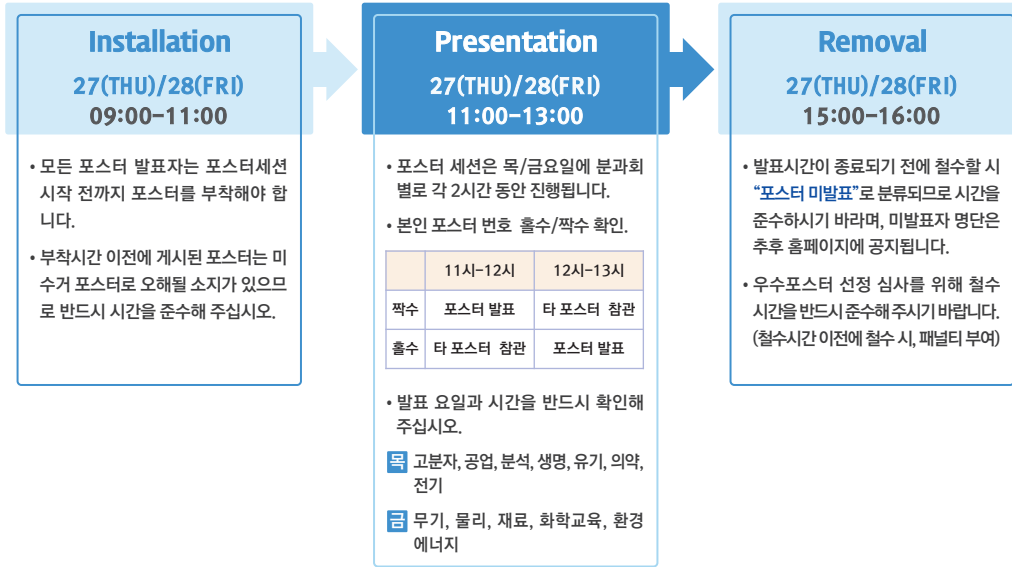 Installation
27(THU)/28(FRI)
09:00-11:00
• 모든 포스터 발표자는 포스터세션
시작 전까지 포스터를 부착해야 합
니다.
• 부착시간 이전에 게시된 포스터는 미
수거 포스터로 오해될 소지가 있으므
로 반드시 시간을 준수해 주십시오.
Presentation
27(THU)/28(FRI)
11:00-13:00
• 포스터 세션은 목/금요일에 분과회
별로 각 2시간 동안 진행됩니다.
• 본인 포스터 번호 홀수/짝수 확인.
11시-12시 12시-13시
짝수 포스터 발표 타 포스터 참관
홀수 타 포스터 참관 포스터 발표
• 발표 요일과 시간을 반드시 확인해
주십시오.
목 고분자, 공업, 분석, 생명, 유기, 의약,
전기
금 무기, 물리, 재료, 화학교육, 환경
에너지
Removal
27(THU)/28(FRI)
15:00-16:00
• 발표시간이 종료되기 전에 철수할 시
“포스터 미발표”로 분류되므로 시간을
준수하시기 바라며, 미발표자 명단은
추후 홈페이지에 공지됩니다.
• 우수포스터 선정 심사를 위해 철수
시간을 반드시 준수해 주시기 바랍니다.
(철수시간 이전에 철수 시, 패널티 부여)